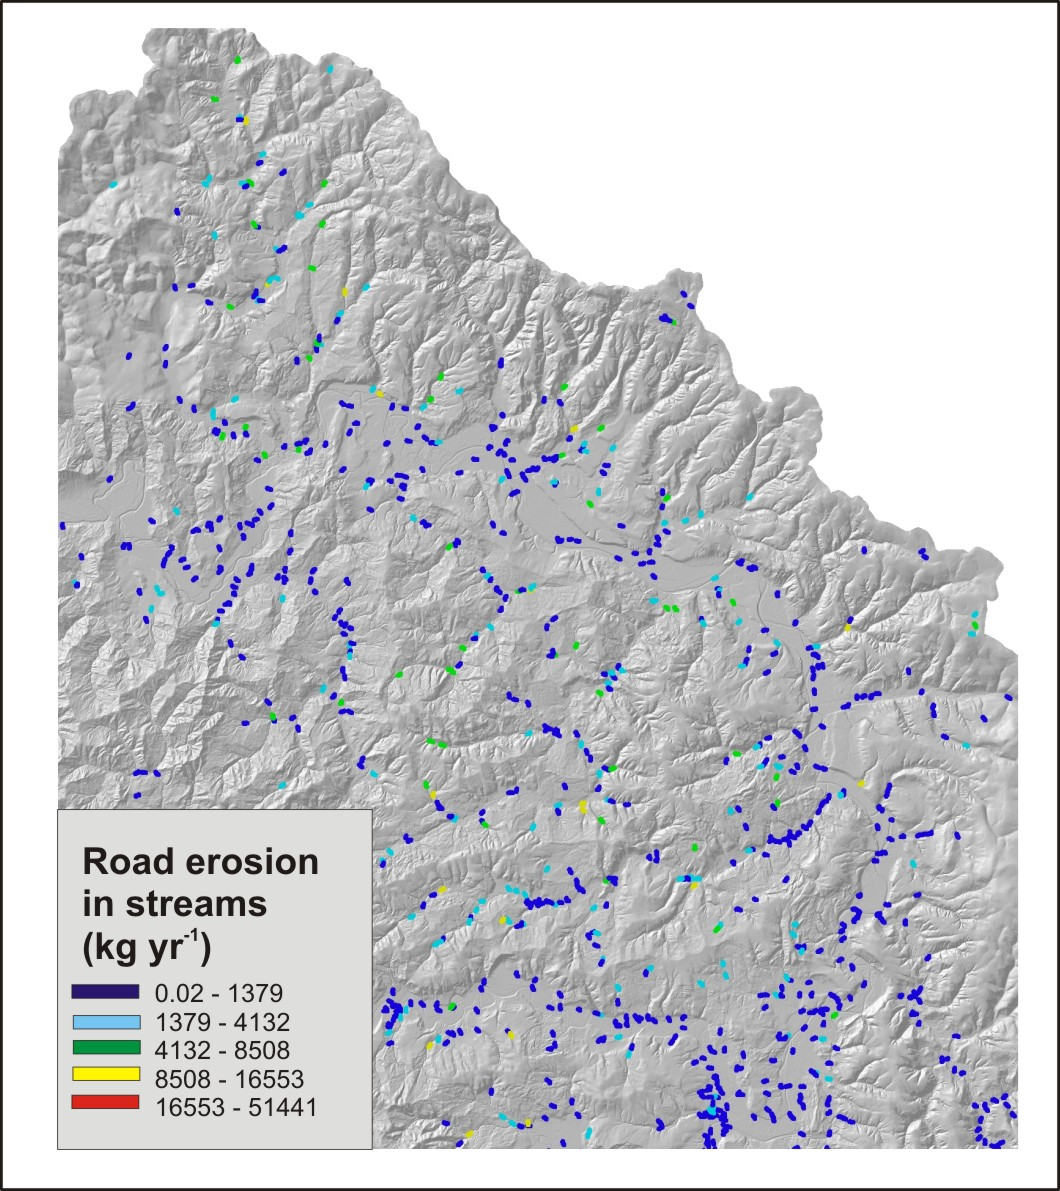 Road erosion
in streams
(kg yr⁻¹)
0.02 - 1379
1379 - 4132
4132 - 8508
8508 - 16553
16553 - 51441